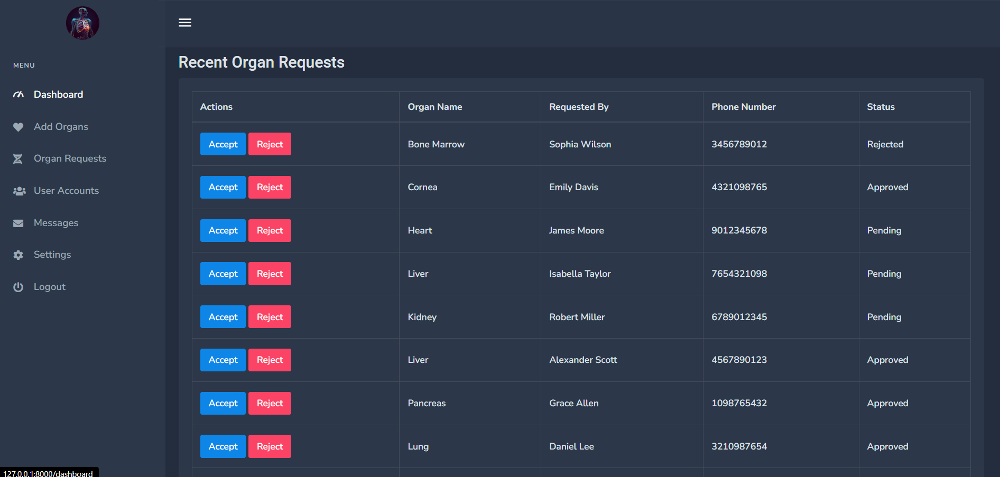 MENU
Dashboard
Add Organs
Organ Requests
User Accounts
Messages
Settings
Logout
Recent Organ Requests
Actions Organ Name Requested By Phone Number Status
Accept Reject Bone Marrow Sophia Wilson 3456789012 Rejected
Accept Reject Cornea Emily Davis 4321098765 Approved
Accept Reject Heart James Moore 9012345678 Pending
Accept Reject Liver Isabella Taylor 7654321098 Pending
Accept Reject Kidney Robert Miller 6789012345 Pending
Accept Reject Liver Alexander Scott 4567890123 Approved
Accept Reject Pancreas Grace Allen 1098765432 Approved
Accept Reject Lung Daniel Lee 3210987654 Approved
127.0.0.1:8000/dashboard